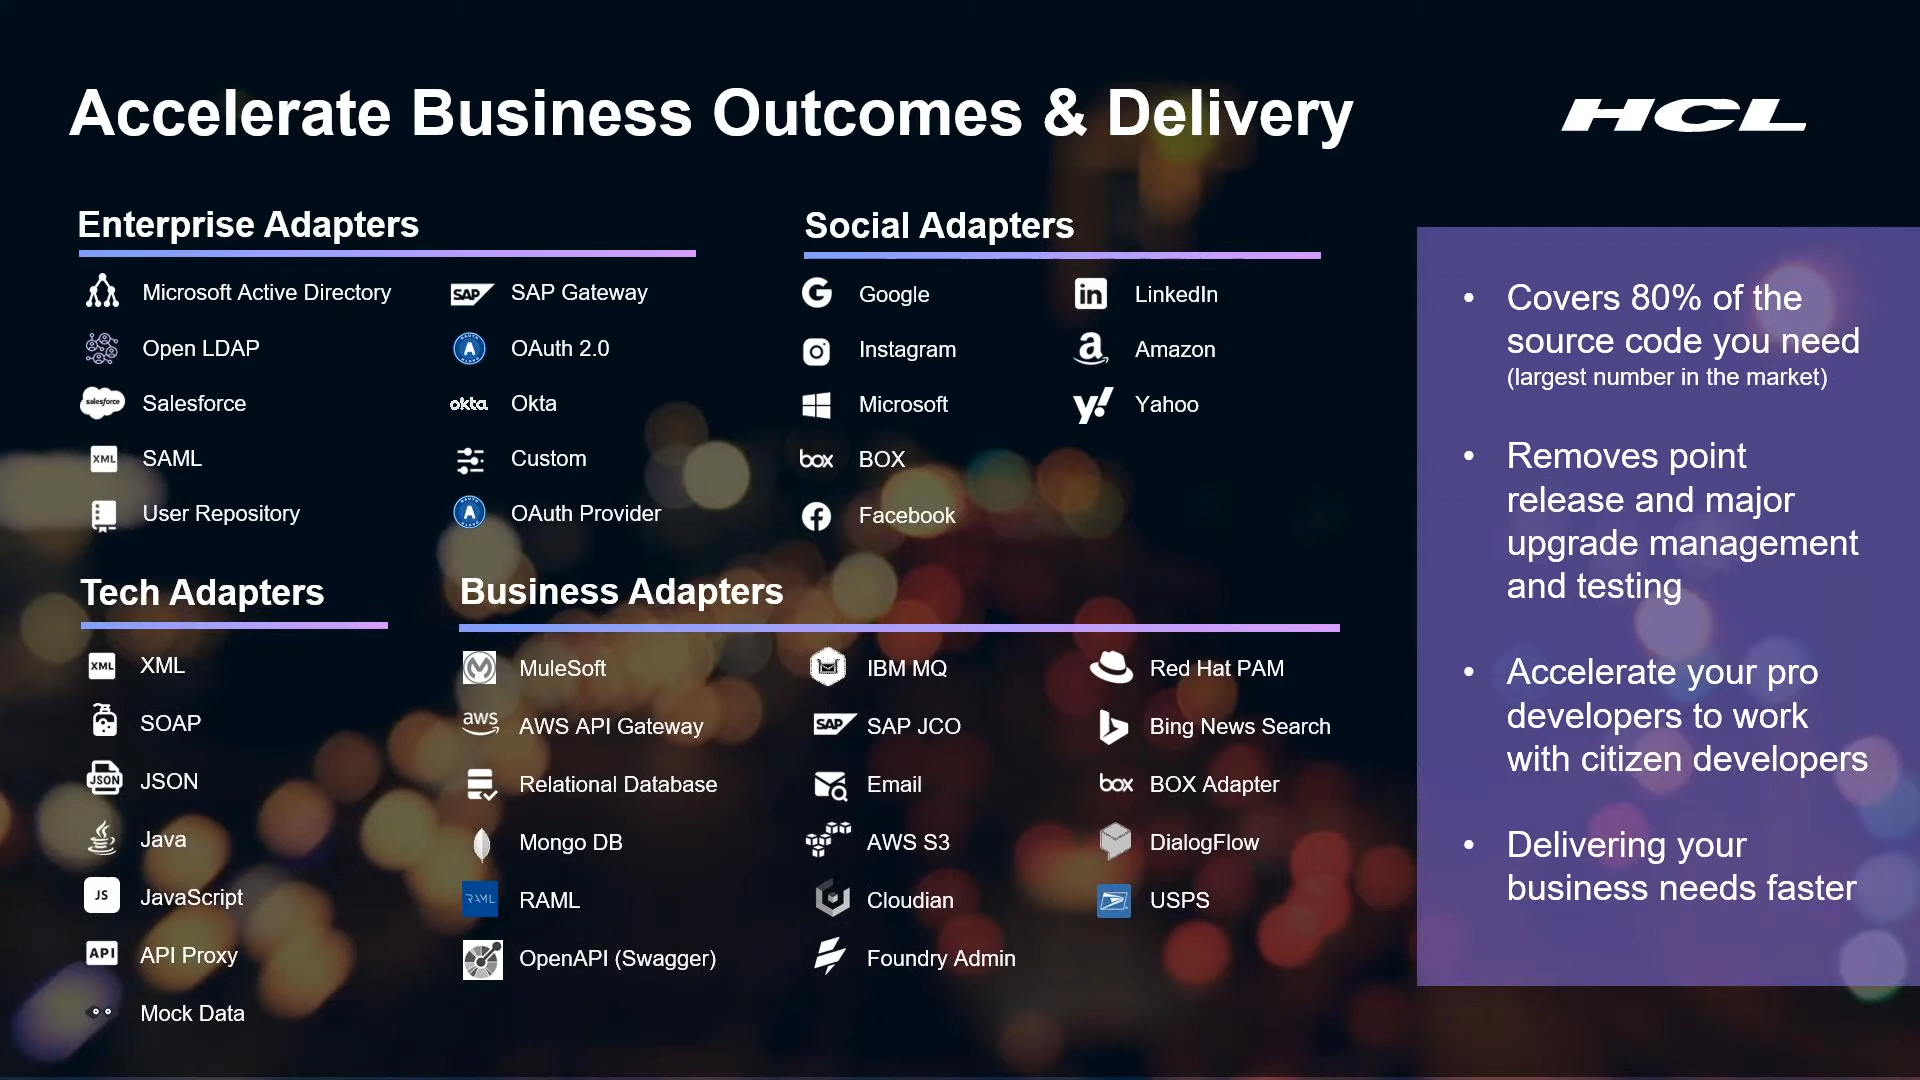 Accelerate Business Outcomes & Delivery
HCL
Enterprise Adapters
Microsoft Active Directory
Open LDAP
salesforce
Salesforce
XML
SAML
User Repository
SAP
SAP Gateway
A
OAuth 2.0
okta
Okta
Custom
A
OAuth Provider
Social Adapters
G
Google
Instagram
Microsoft
box
BOX
Facebook
in
LinkedIn
a
Amazon
y!
Yahoo
Tech Adapters
XML
XML
SOAP
JSON
JSON
Java
JS
JavaScript
API
API Proxy
Mock Data
Business Adapters
MuleSoft
aws
AWS API Gateway
Relational Database
Mongo DB
RAML
RAML
OpenAPI (Swagger)
IBM MQ
SAP
SAP JCO
Email
AWS S3
Cloudian
Foundry Admin
Red Hat PAM
Bing News Search
box
BOX Adapter
DialogFlow
USPS
• Covers 80% of the
source code you need
(largest number in the market)
• Removes point
release and major
upgrade management
and testing
• Accelerate your pro
developers to work
with citizen developers
• Delivering your
business needs faster